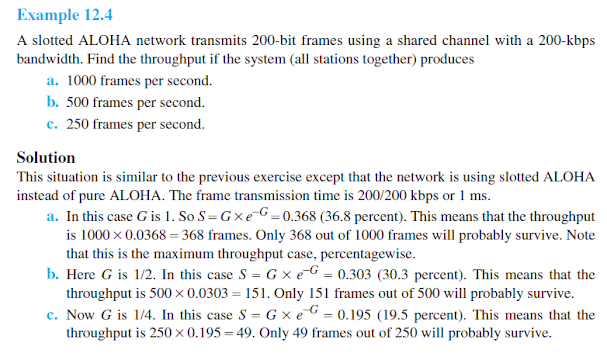 Example 12.4
A slotted ALOHA network transmits 200-bit frames using a shared channel with a 200-kbps
bandwidth. Find the throughput if the system (all stations together) produces
a. 1000 frames per second.
b. 500 frames per second.
c. 250 frames per second.
Solution
This situation is similar to the previous exercise except that the network is using slotted ALOHA
instead of pure ALOHA. The frame transmission time is 200/200 kbps or 1 ms.
a. In this case G is 1. So S = G × e⁻ᴳ = 0.368 (36.8 percent). This means that the throughput
is 1000 × 0.0368 = 368 frames. Only 368 out of 1000 frames will probably survive. Note
that this is the maximum throughput case, percentagewise.
b. Here G is 1/2. In this case S = G × e⁻ᴳ = 0.303 (30.3 percent). This means that the
throughput is 500 × 0.0303 = 151. Only 151 frames out of 500 will probably survive.
c. Now G is 1/4. In this case S = G × e⁻ᴳ = 0.195 (19.5 percent). This means that the
throughput is 250 × 0.195 = 49. Only 49 frames out of 250 will probably survive.